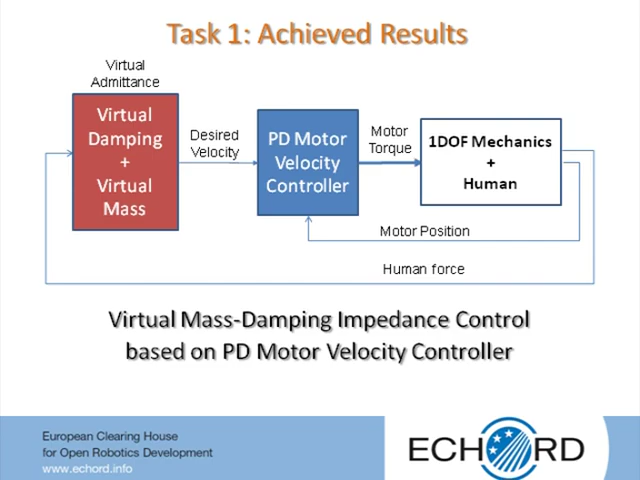 Task 1: Achieved Results
Virtual
Admittance
Virtual
Damping
+
Virtual
Mass
Desired
Velocity
PD Motor
Velocity
Controller
Motor
Torque
1DOF Mechanics
+
Human
Motor Position
Human force
Virtual Mass-Damping Impedance Control
based on PD Motor Velocity Controller
European Clearing House
for Open Robotics Development
www.echord.info
ECHORD